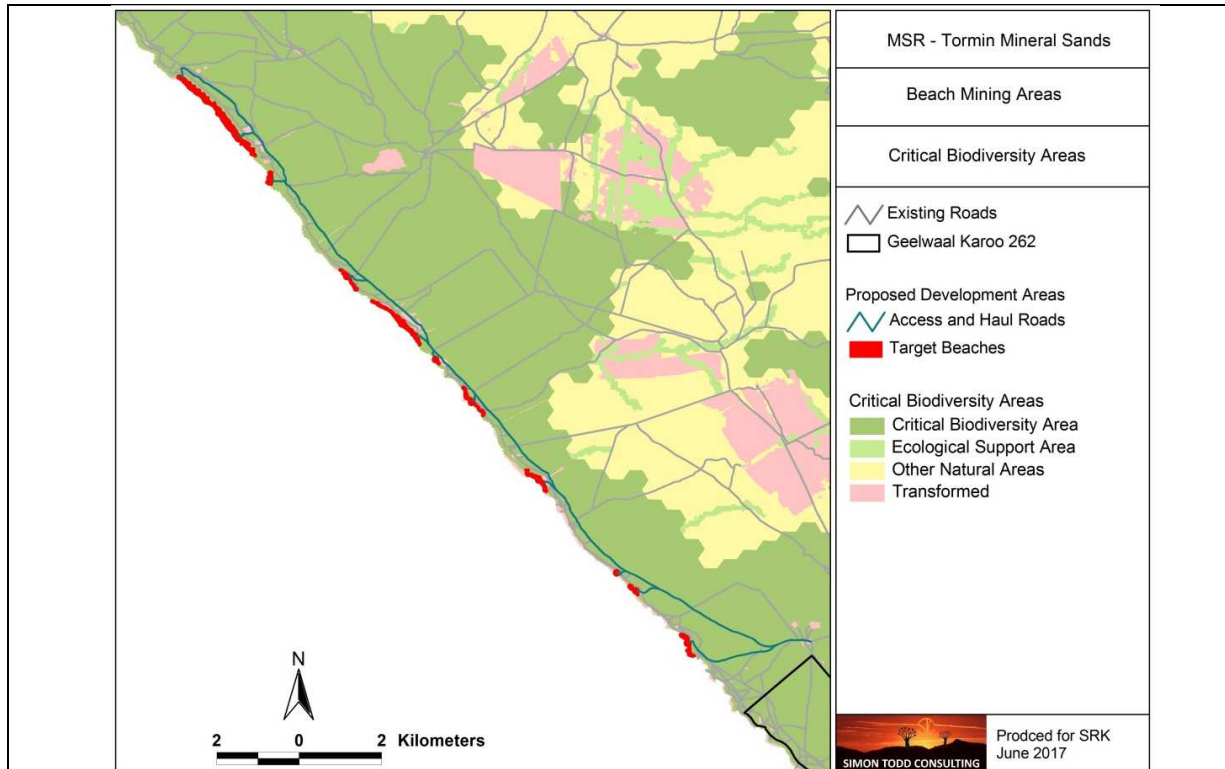 MSR - Tormin Mineral Sands
Beach Mining Areas
Critical Biodiversity Areas
Existing Roads
Geelwaal Karoo 262
Proposed Development Areas
Access and Haul Roads
Target Beaches
Critical Biodiversity Areas
Critical Biodiversity Area
Ecological Support Area
Other Natural Areas
Transformed
N
2 0 2 Kilometers
SIMON TODD CONSULTING
Prodced for SRK
June 2017